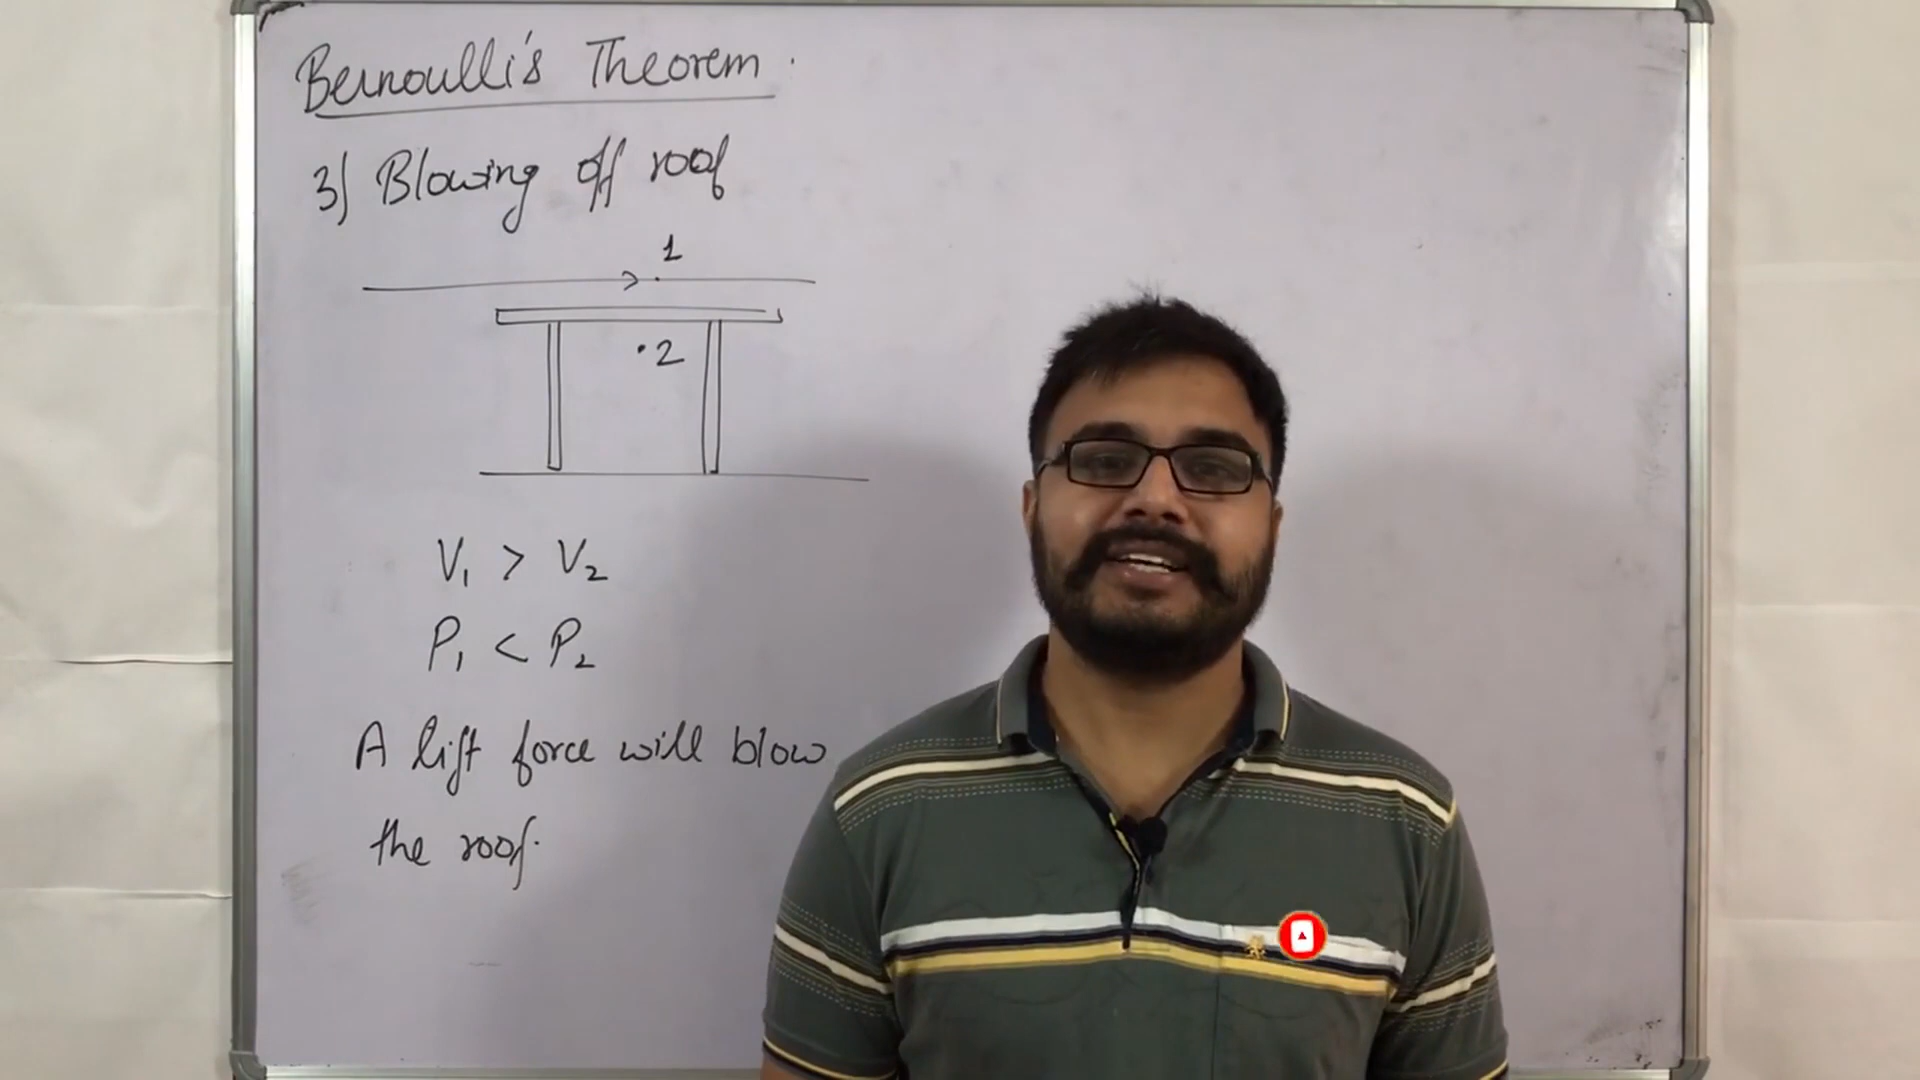 Bernoulli's Theorem.
3) Blowing off roof
1
2
V₁ > V₂
P₁ < P₂
A lift force will blow
the roof.